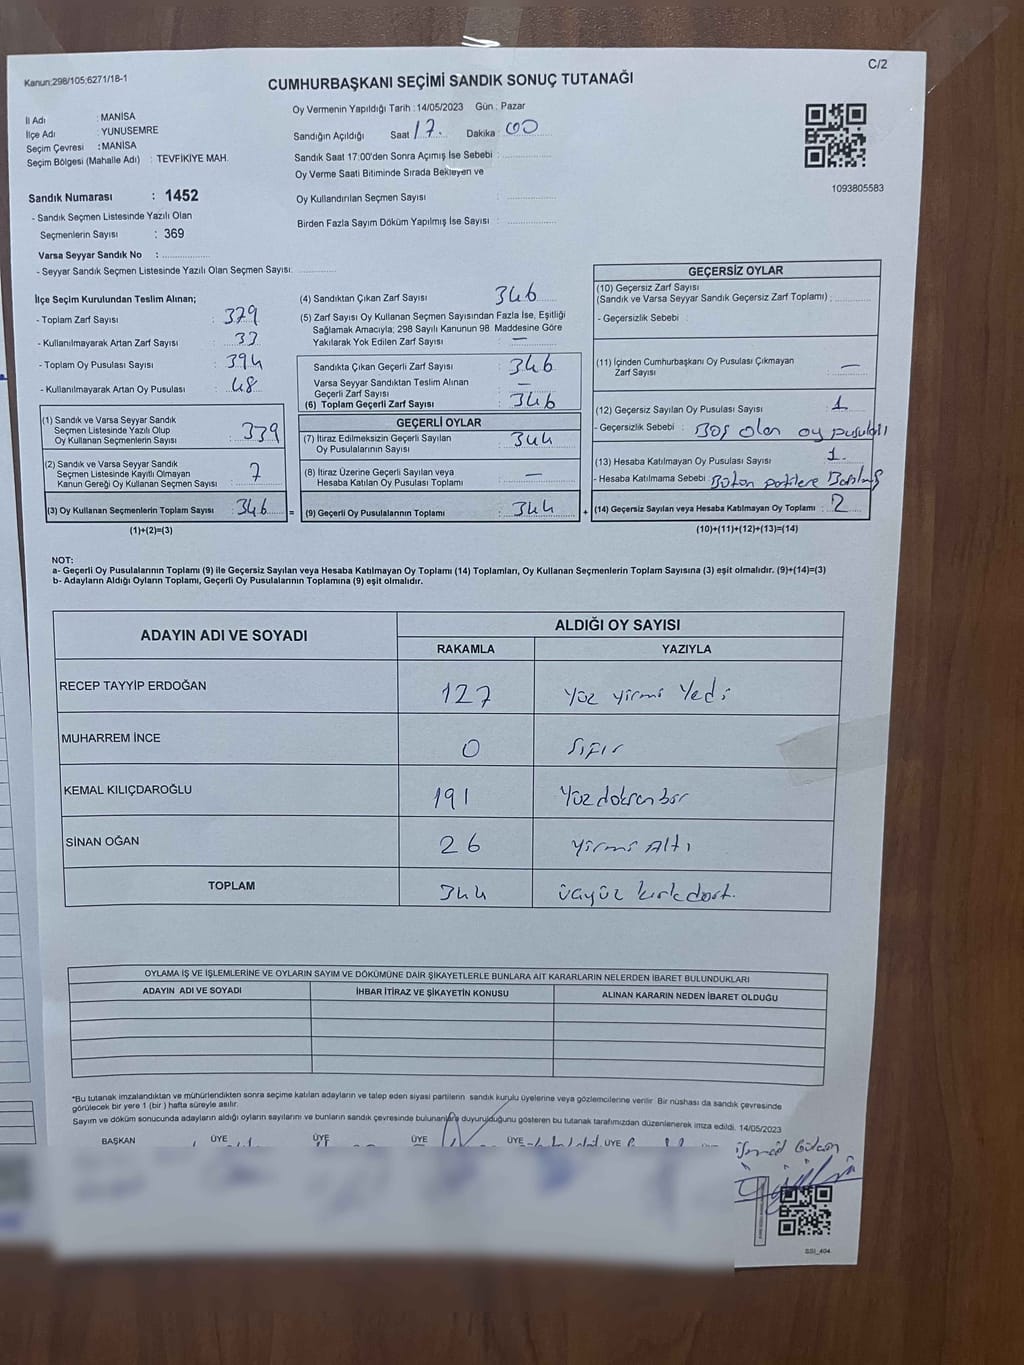 C/2
Kanun:298/105;6271/18-1
CUMHURBAŞKANI SEÇİMİ SANDIK SONUÇ TUTANAĞI
İl Adı : MANİSA
İlçe Adı : YUNUSEMRE
Seçim Çevresi : MANİSA
Seçim Bölgesi (Mahalle Adı) : TEVFİKİYE MAH.
Sandık Numarası : 1452
- Sandık Seçmen Listesinde Yazılı Olan
Seçmenlerin Sayısı : 369
Varsa Seyyar Sandık No :
- Seyyar Sandık Seçmen Listesinde Yazılı Olan Seçmen Sayısı:
Oy Vermenin Yapıldığı Tarih : 14/05/2023 Gün : Pazar
Sandığın Açıldığı Saat : 17. Dakika : 00
Sandık Saat 17:00'den Sonra Açımış İse Sebebi :
Oy Verme Saati Bitiminde Sırada Bekleyen ve
Oy Kullandırılan Seçmen Sayısı :
Birden Fazla Sayım Döküm Yapılmış İse Sayısı :
1093805583
İlçe Seçim Kurulundan Teslim Alınan;
- Toplam Zarf Sayısı : 379
- Kullanılmayarak Artan Zarf Sayısı : 33
- Toplam Oy Pusulası Sayısı : 394
- Kullanılmayarak Artan Oy Pusulası : 48
(1) Sandık ve Varsa Seyyar Sandık
Seçmen Listesinde Yazılı Olup
Oy Kullanan Seçmenlerin Sayısı : 339
(2) Sandık ve Varsa Seyyar Sandık
Seçmen Listesinde Kayıtlı Olmayan
Kanun Gereği Oy Kullanan Seçmen Sayısı : 7
(3) Oy Kullanan Seçmenlerin Toplam Sayısı : 346 =
(1)+(2)=(3)
(4) Sandıktan Çıkan Zarf Sayısı : 346
(5) Zarf Sayısı Oy Kullanan Seçmen Sayısından Fazla İse, Eşitliği
Sağlamak Amacıyla; 298 Sayılı Kanunun 98. Maddesine Göre
Yakılarak Yok Edilen Zarf Sayısı : —
Sandıkta Çıkan Geçerli Zarf Sayısı : 346
Varsa Seyyar Sandıktan Teslim Alınan
Geçerli Zarf Sayısı : —
(6) Toplam Geçerli Zarf Sayısı : 346
GEÇERLİ OYLAR
(7) İtiraz Edilmeksizin Geçerli Sayılan
Oy Pusulalarının Sayısı : 344
(8) İtiraz Üzerine Geçerli Sayılan veya
Hesaba Katılan Oy Pusulası Toplamı : —
(9) Geçerli Oy Pusulalarının Toplamı : 344 +
GEÇERSİZ OYLAR
(10) Geçersiz Zarf Sayısı
(Sandık ve Varsa Seyyar Sandık Geçersiz Zarf Toplamı) :
- Geçersizlik Sebebi :
(11) İçinden Cumhurbaşkanı Oy Pusulası Çıkmayan
Zarf Sayısı : —
(12) Geçersiz Sayılan Oy Pusulası Sayısı : 1
- Geçersizlik Sebebi : Boş olan oy pusulası
(13) Hesaba Katılmayan Oy Pusulası Sayısı : 1.
- Hesaba Katılmama Sebebi : Bütün partilere Basılmış
(14) Geçersiz Sayılan veya Hesaba Katılmayan Oy Toplamı : 2
(10)+(11)+(12)+(13)=(14)
NOT:
a- Geçerli Oy Pusulalarının Toplamı (9) ile Geçersiz Sayılan veya Hesaba Katılmayan Oy Toplamı (14) Toplamları, Oy Kullanan Seçmenlerin Toplam Sayısına (3) eşit olmalıdır. (9)+(14)=(3)
b- Adayların Aldığı Oyların Toplamı, Geçerli Oy Pusulalarının Toplamına (9) eşit olmalıdır.
ADAYIN ADI VE SOYADI ALDIĞI OY SAYISI
RAKAMLA YAZIYLA
RECEP TAYYİP ERDOĞAN 127 Yüz yirmi Yedi
MUHARREM İNCE 0 Sıfır
KEMAL KILIÇDAROĞLU 191 Yüz doksan bir
SİNAN OĞAN 26 Yirmi Altı
TOPLAM 344 üçyüz kırkdört.
OYLAMA İŞ VE İŞLEMLERİNE VE OYLARIN SAYIM VE DÖKÜMÜNE DAİR ŞİKAYETLERLE BUNLARA AİT KARARLARIN NELERDEN İBARET BULUNDUKLARI
ADAYIN ADI VE SOYADI İHBAR İTİRAZ VE ŞİKAYETİN KONUSU ALINAN KARARIN NEDEN İBARET OLDUĞU
*Bu tutanak imzalandıktan ve mühürlendikten sonra seçime katılan adayların ve talep eden siyasi partilerin sandık kurulu üyelerine veya gözlemcilerine verilir. Bir nüshası da sandık çevresinde
görülecek bir yere 1 (bir) hafta süreyle asılır.
Sayım ve döküm sonucunda adayların aldığı oyların sayılarını ve bunların sandık çevresinde bulunanlara duyurulduğunu gösteren bu tutanak tarafımızdan düzenlenerek imza edildi. 14/05/2023
BAŞKAN ÜYE ÜYE ÜYE ÜYE ÜYE
SSI_404